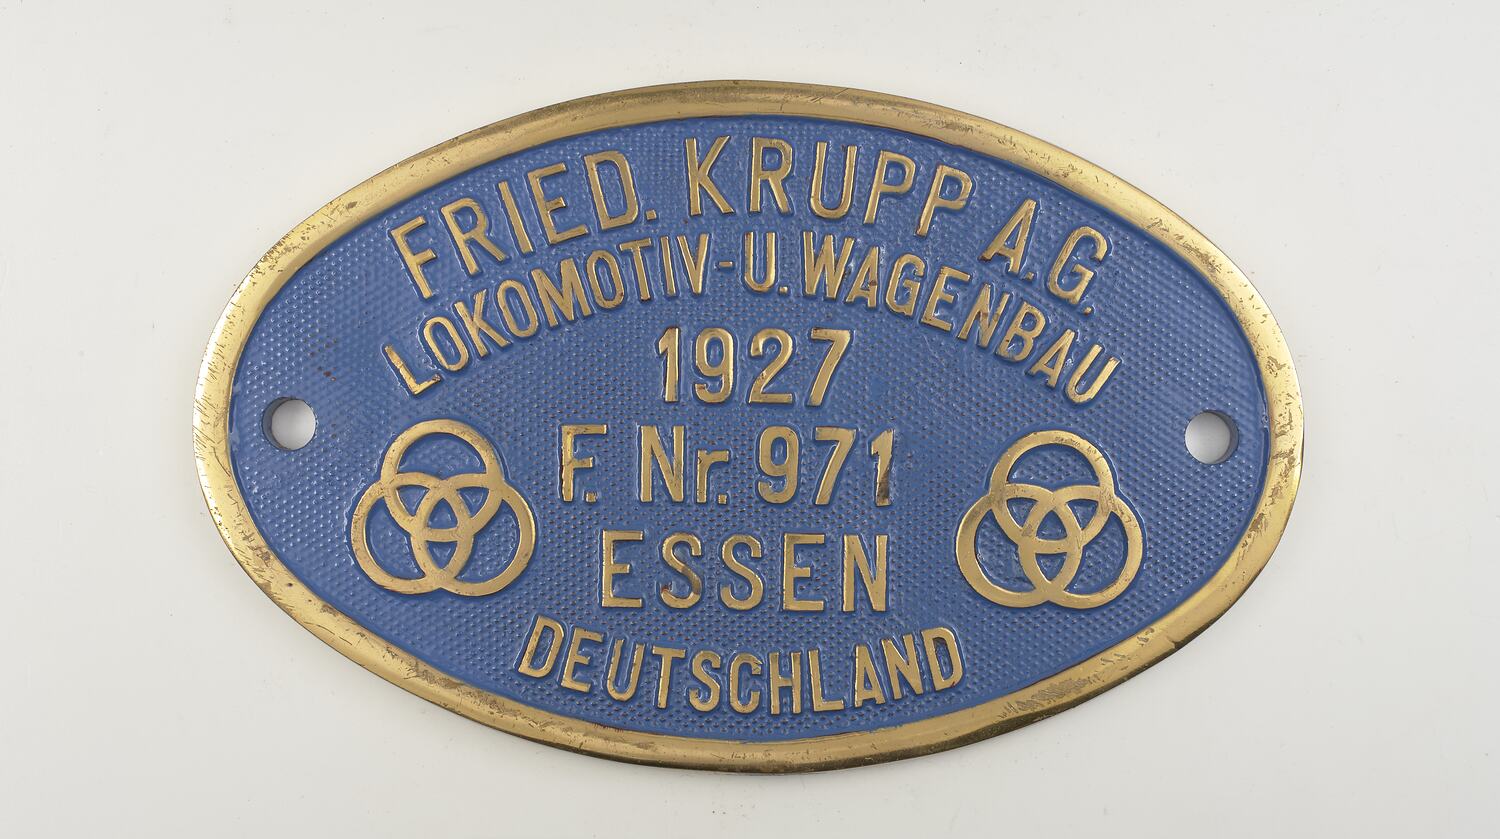 FRIED. KRUPP A.G.
LOKOMOTIV-U.WAGENBAU
1927
F. Nr. 971
ESSEN
DEUTSCHLAND